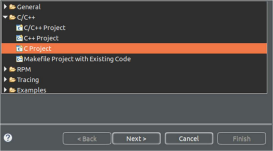 General
C/C++
C/C++ Project
C++ Project
C Project
Makefile Project with Existing Code
RPM
Tracing
Examples
?
< Back
Next >
Cancel
Finish